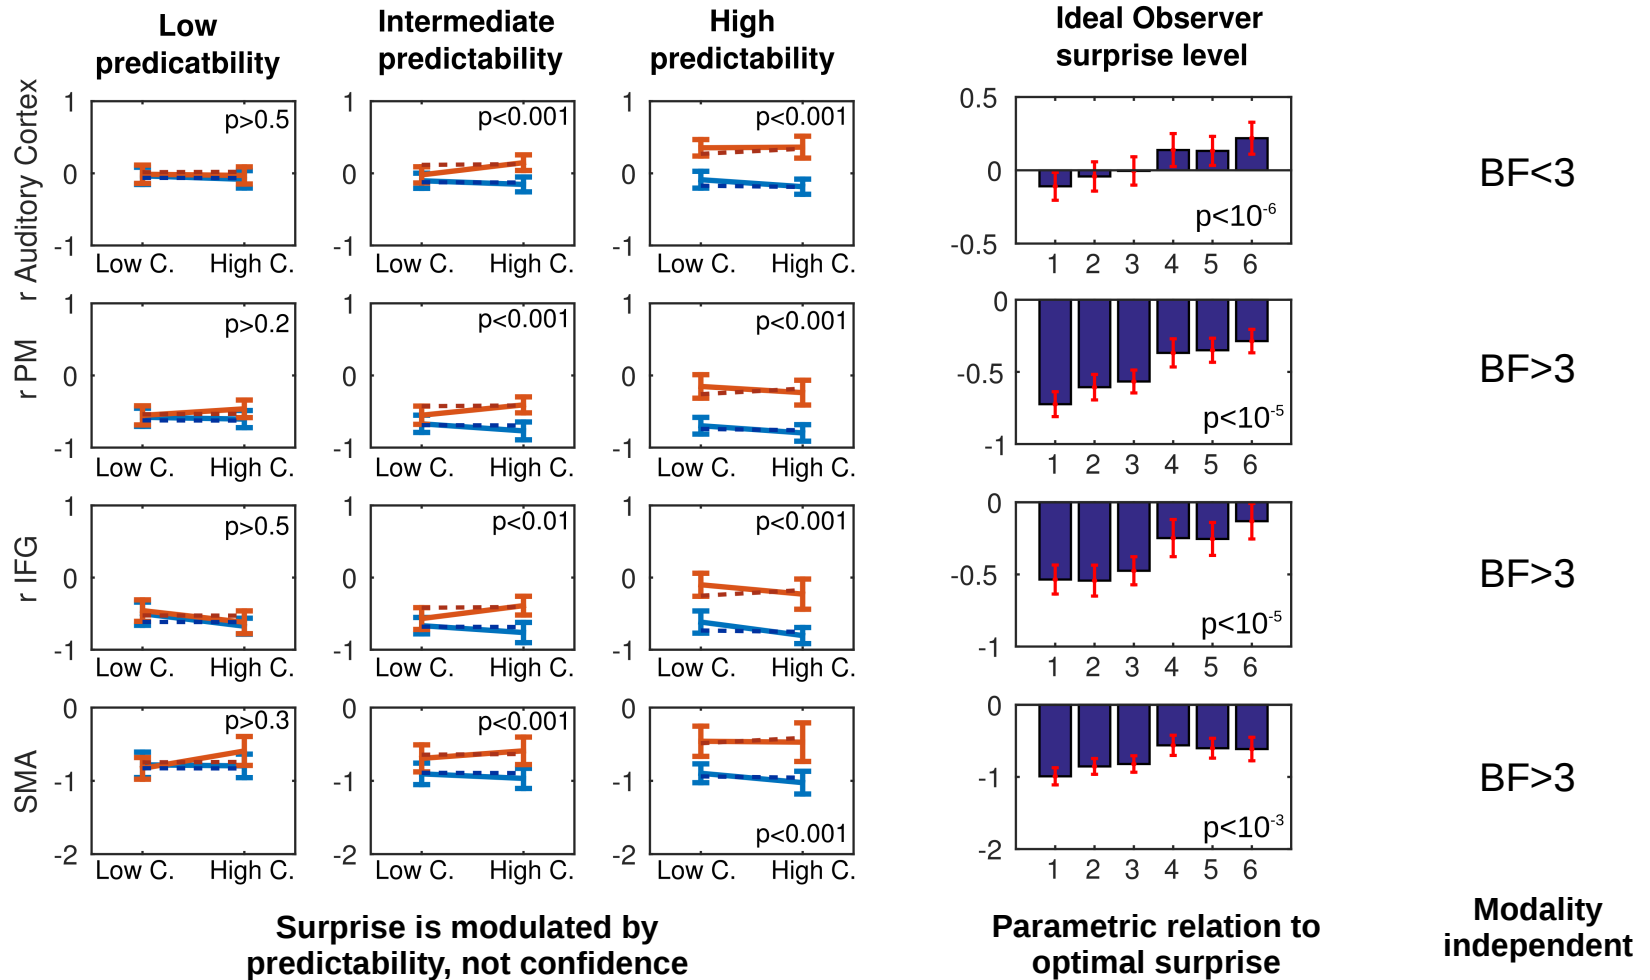 Low
predicatbility
Intermediate
predictability
High
predictability
Ideal Observer
surprise level
r Auditory Cortex
1
0
-1
p>0.5
Low C. High C.
1
0
-1
p<0.001
Low C. High C.
1
0
-1
p<0.001
Low C. High C.
0.5
0
-0.5
p<10-6
1 2 3 4 5 6
BF<3
r PM
1
0
-1
p>0.2
Low C. High C.
1
0
-1
p<0.001
Low C. High C.
1
0
-1
p<0.001
Low C. High C.
0
-0.5
-1
p<10-5
1 2 3 4 5 6
BF>3
r IFG
1
0
-1
p>0.5
Low C. High C.
1
0
-1
p<0.01
Low C. High C.
1
0
-1
p<0.001
Low C. High C.
0
-0.5
-1
p<10-5
1 2 3 4 5 6
BF>3
SMA
0
-1
-2
p>0.3
Low C. High C.
0
-1
-2
p<0.001
Low C. High C.
0
-1
-2
p<0.001
Low C. High C.
0
-1
-2
p<10-3
1 2 3 4 5 6
BF>3
Surprise is modulated by
predictability, not confidence
Parametric relation to
optimal surprise
Modality
independent